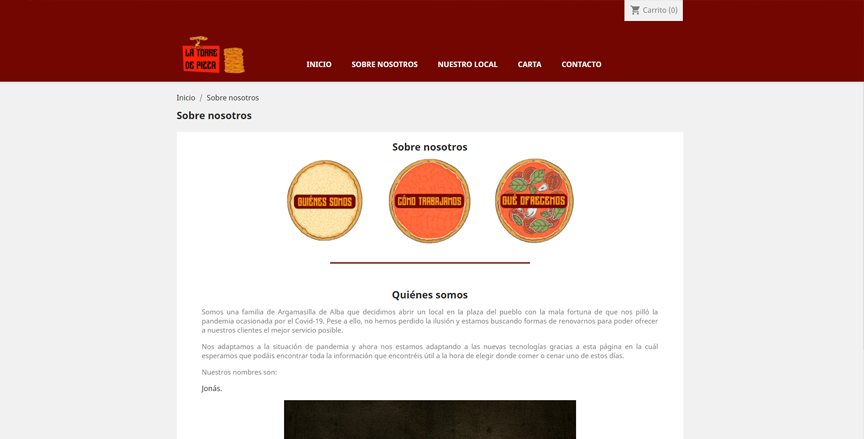 Carrito (0)
LA TORRE
DE PIZZA
INICIO SOBRE NOSOTROS NUESTRO LOCAL CARTA CONTACTO
Inicio / Sobre nosotros
Sobre nosotros
Sobre nosotros
QUIÉNES SOMOS CÓMO TRABAJAMOS QUÉ OFRECEMOS
Quiénes somos
Somos una familia de Argamasilla de Alba que decidimos abrir un local en la plaza del pueblo con la mala fortuna de que nos pilló la
pandemia ocasionada por el Covid-19. Pese a ello, no hemos perdido la ilusión y estamos buscando formas de renovarnos para poder ofrecer
a nuestros clientes el mejor servicio posible.
Nos adaptamos a la situación de pandemia y ahora nos estamos adaptando a las nuevas tecnologías gracias a esta página en la cuál
esperamos que podáis encontrar toda la información que encontréis útil a la hora de elegir donde comer o cenar uno de estos días.
Nuestros nombres son:
Jonás.